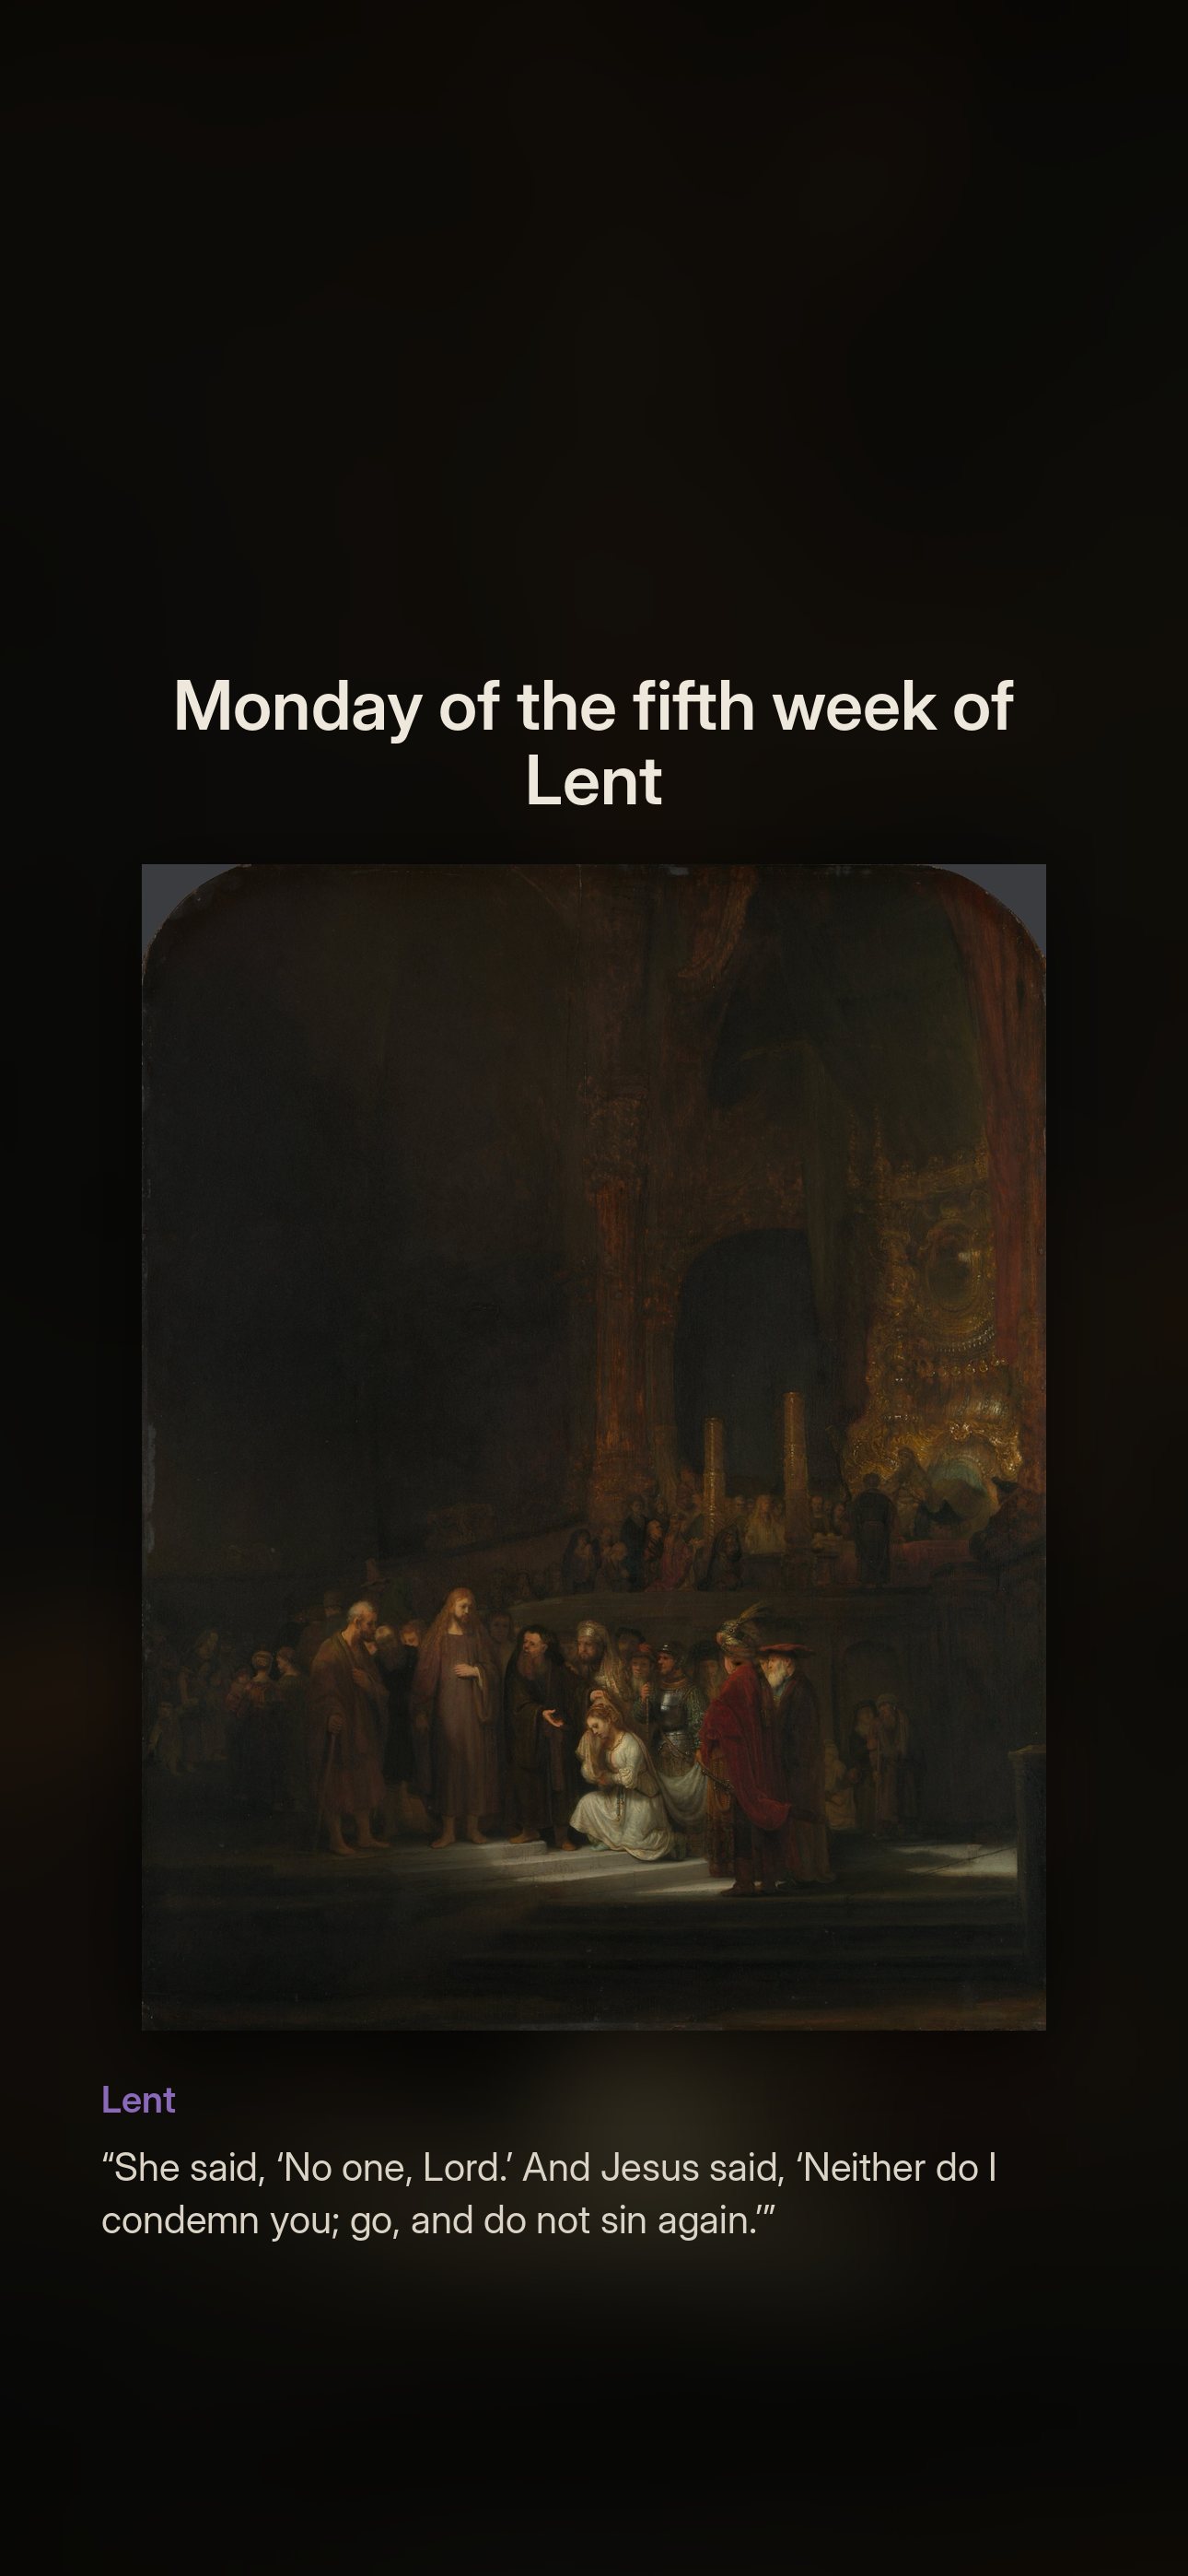 Monday of the fifth week of
Lent
Lent
“She said, ‘No one, Lord.’ And Jesus said, ‘Neither do I
condemn you; go, and do not sin again.’”